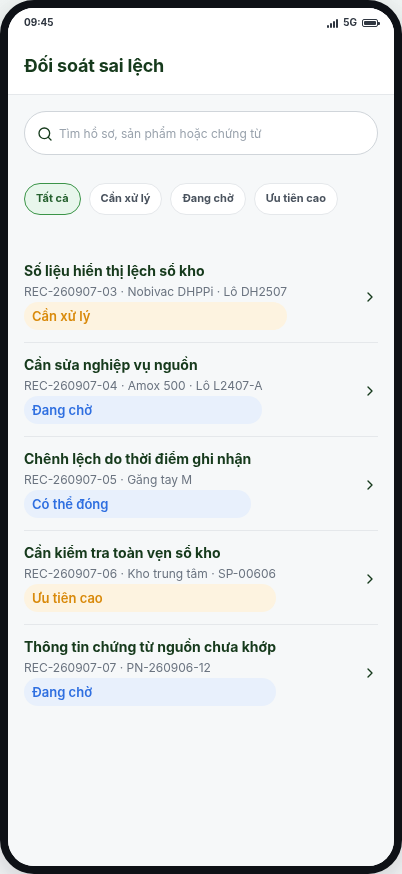 09:45
5G
Đối soát sai lệch
Tìm hồ sơ, sản phẩm hoặc chứng từ
Tất cả
Cần xử lý
Đang chờ
Ưu tiên cao
Số liệu hiển thị lệch sổ kho
REC-260907-03 · Nobivac DHPPi · Lô DH2507
Cần xử lý
Cần sửa nghiệp vụ nguồn
REC-260907-04 · Amox 500 · Lô L2407-A
Đang chờ
Chênh lệch do thời điểm ghi nhận
REC-260907-05 · Găng tay M
Có thể đóng
Cần kiểm tra toàn vẹn sổ kho
REC-260907-06 · Kho trung tâm · SP-00606
Ưu tiên cao
Thông tin chứng từ nguồn chưa khớp
REC-260907-07 · PN-260906-12
Đang chờ